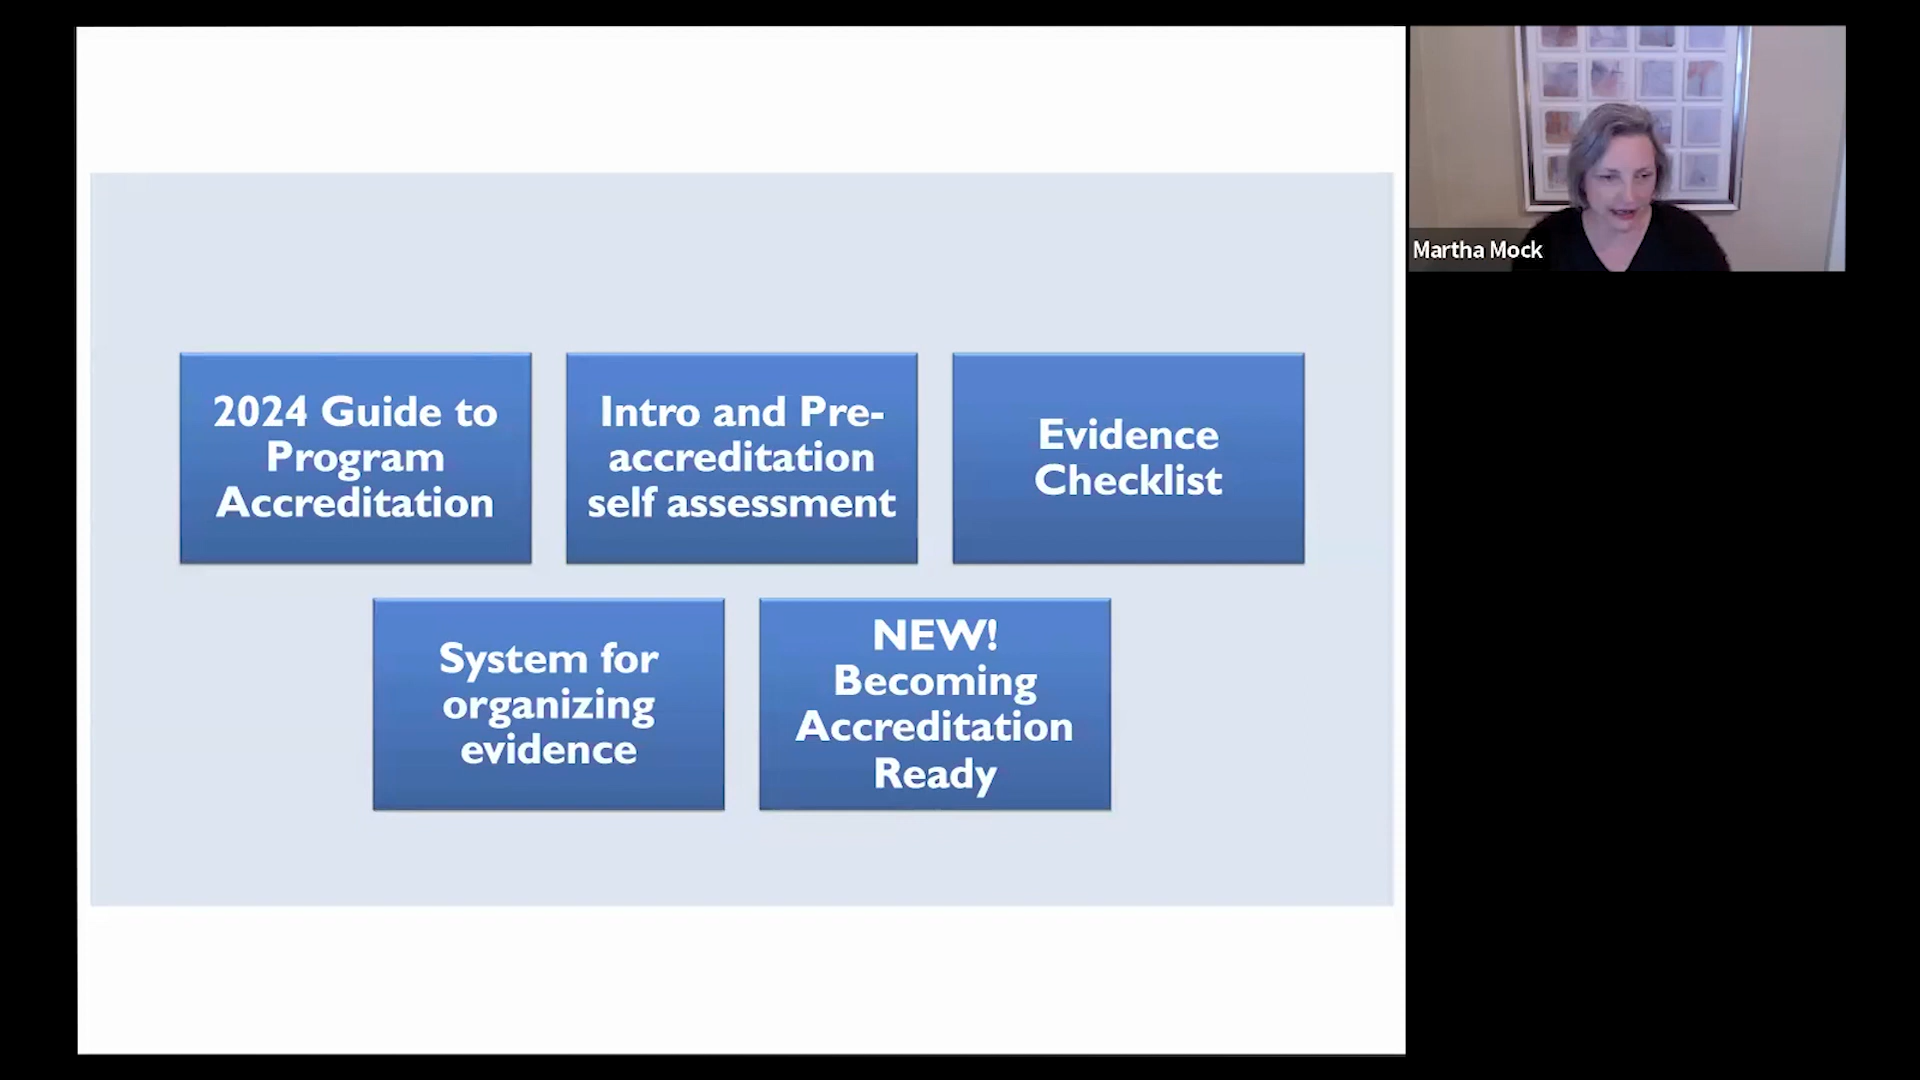 2024 Guide to
Program
Accreditation
Intro and Pre-
accreditation
self assessment
Evidence
Checklist
System for
organizing
evidence
NEW!
Becoming
Accreditation
Ready
Martha Mock